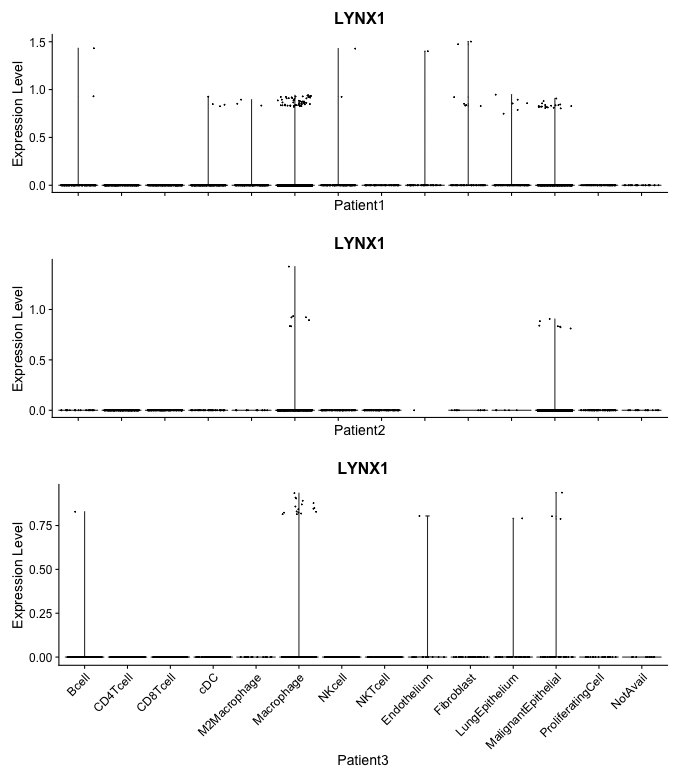 LYNX1
Expression Level
1.5
1.0
0.5
0.0
Patient1
LYNX1
Expression Level
1.0
0.5
0.0
Patient2
LYNX1
Expression Level
0.75
0.50
0.25
0.00
Bcell
CD4Tcell
CD8Tcell
cDC
M2Macrophage
Macrophage
NKcell
NKTcell
Endothelium
Fibroblast
LungEpithelium
MalignantEpithelial
ProliferatingCell
NotAvail
Patient3